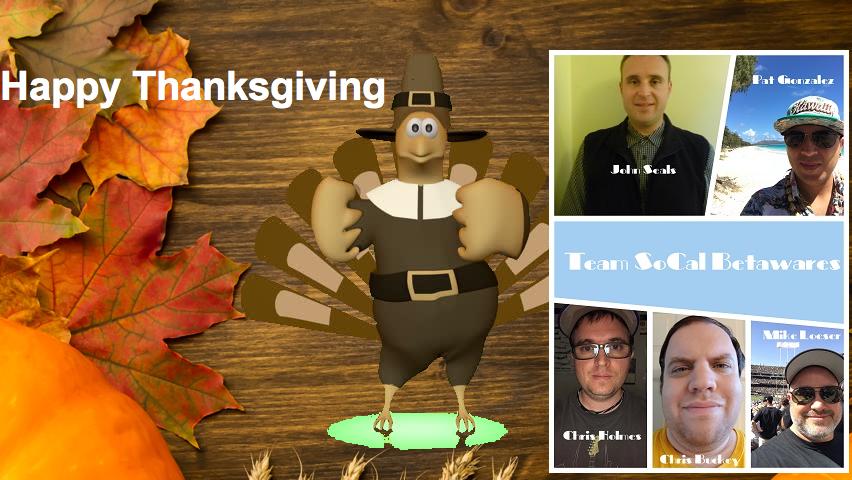 Happy Thanksgiving
Pat Gonzalez
John Seals
Team SoCal Betawares
Mike Loeser
Chris Holmes
Chris Buckey